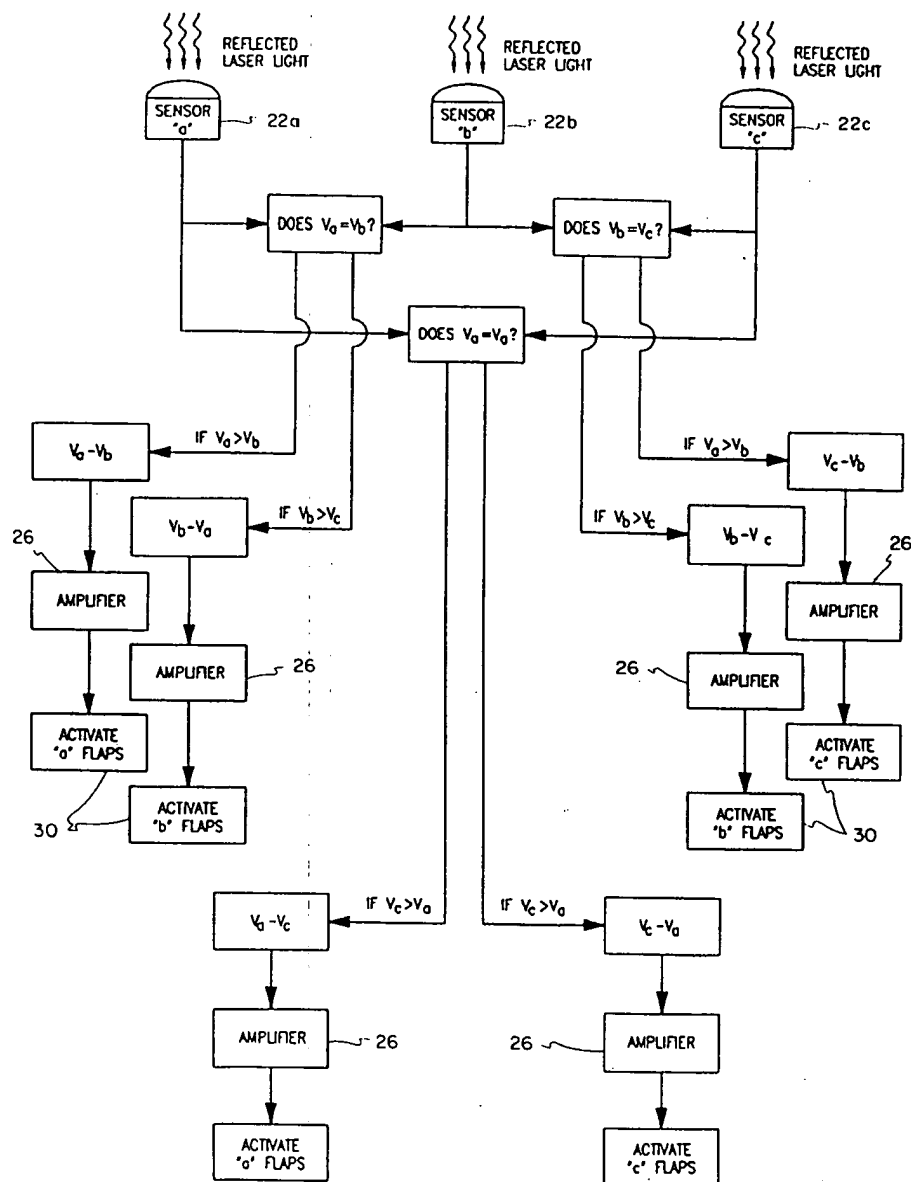 REFLECTED
LASER LIGHT
REFLECTED
LASER LIGHT
REFLECTED
LASER LIGHT
SENSOR
"a"
22a
SENSOR
"b"
22b
SENSOR
"c"
22c
DOES Va=Vb?
DOES Vb=Vc?
DOES Va=Va?
Va-Vb
IF Va>Vb
IF Va>Vb
Vc-Vb
Vb-Va
IF Vb>Vc
IF Vb>Vc
Vb-Vc
26
26
AMPLIFIER
AMPLIFIER
AMPLIFIER
26
26
AMPLIFIER
ACTIVATE
"a" FLAPS
ACTIVATE
"c" FLAPS
30
ACTIVATE
"b" FLAPS
ACTIVATE
"b" FLAPS
30
Va-Vc
IF Vc>Va
IF Vc>Va
Vc-Va
AMPLIFIER
26
26
AMPLIFIER
ACTIVATE
"a" FLAPS
ACTIVATE
"c" FLAPS